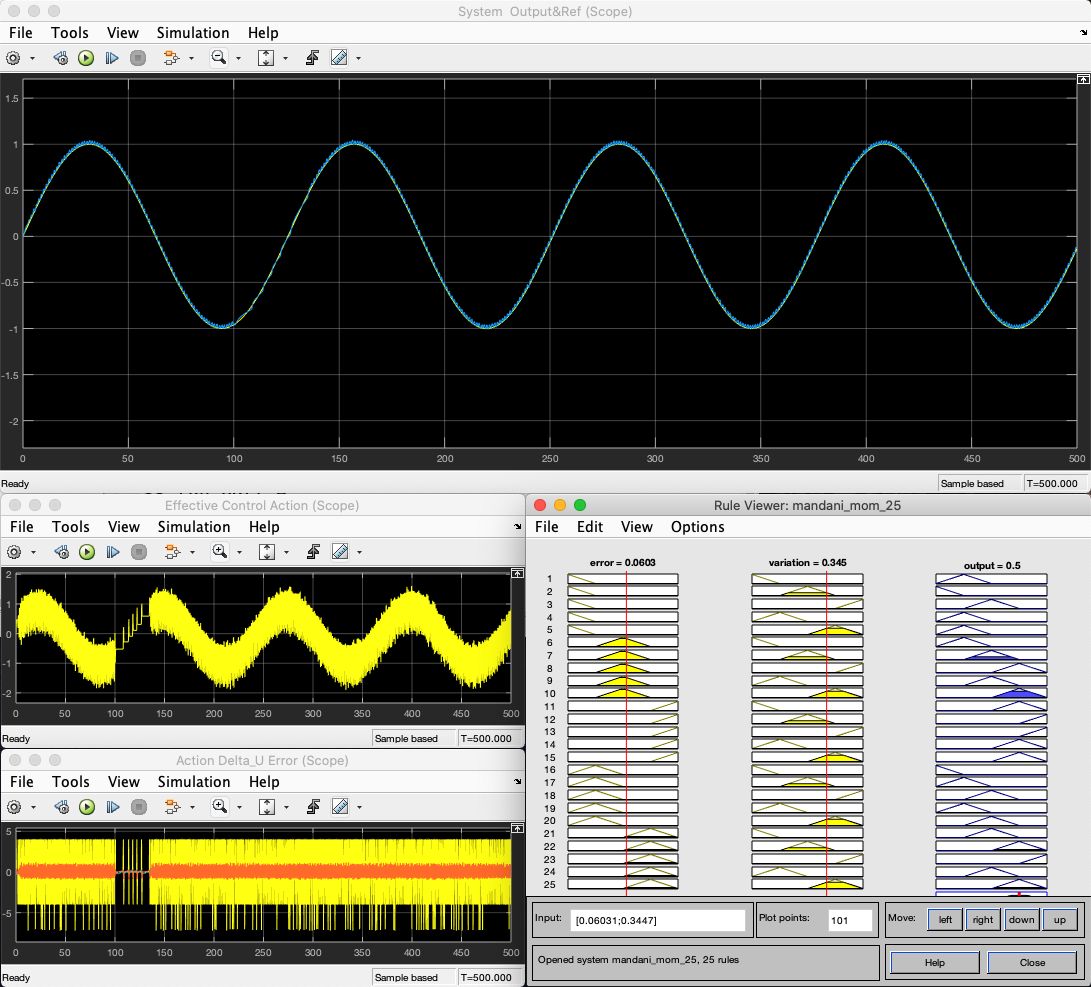 System Output&Ref (Scope)
File Tools View Simulation Help
1.5
1
0.5
0
-0.5
-1
-1.5
-2
0 50 100 150 200 250 300 350 400 450 500
Ready Sample based T=500.000
Effective Control Action (Scope)
File Tools View Simulation Help
2
1
0
-1
-2
0 50 100 150 200 250 300 350 400 450 500
Ready Sample based T=500.000
Action Delta_U Error (Scope)
File Tools View Simulation Help
5
0
-5
0 50 100 150 200 250 300 350 400 450 500
Ready Sample based T=500.000
Rule Viewer: mandani_mom_25
File Edit View Options
error = 0.0603 variation = 0.345 output = 0.5
1
2
3
4
5
6
7
8
9
10
11
12
13
14
15
16
17
18
19
20
21
22
23
24
25
Input: [0.06031;0.3447] Plot points: 101 Move: left right down up
Opened system mandani_mom_25, 25 rules Help Close